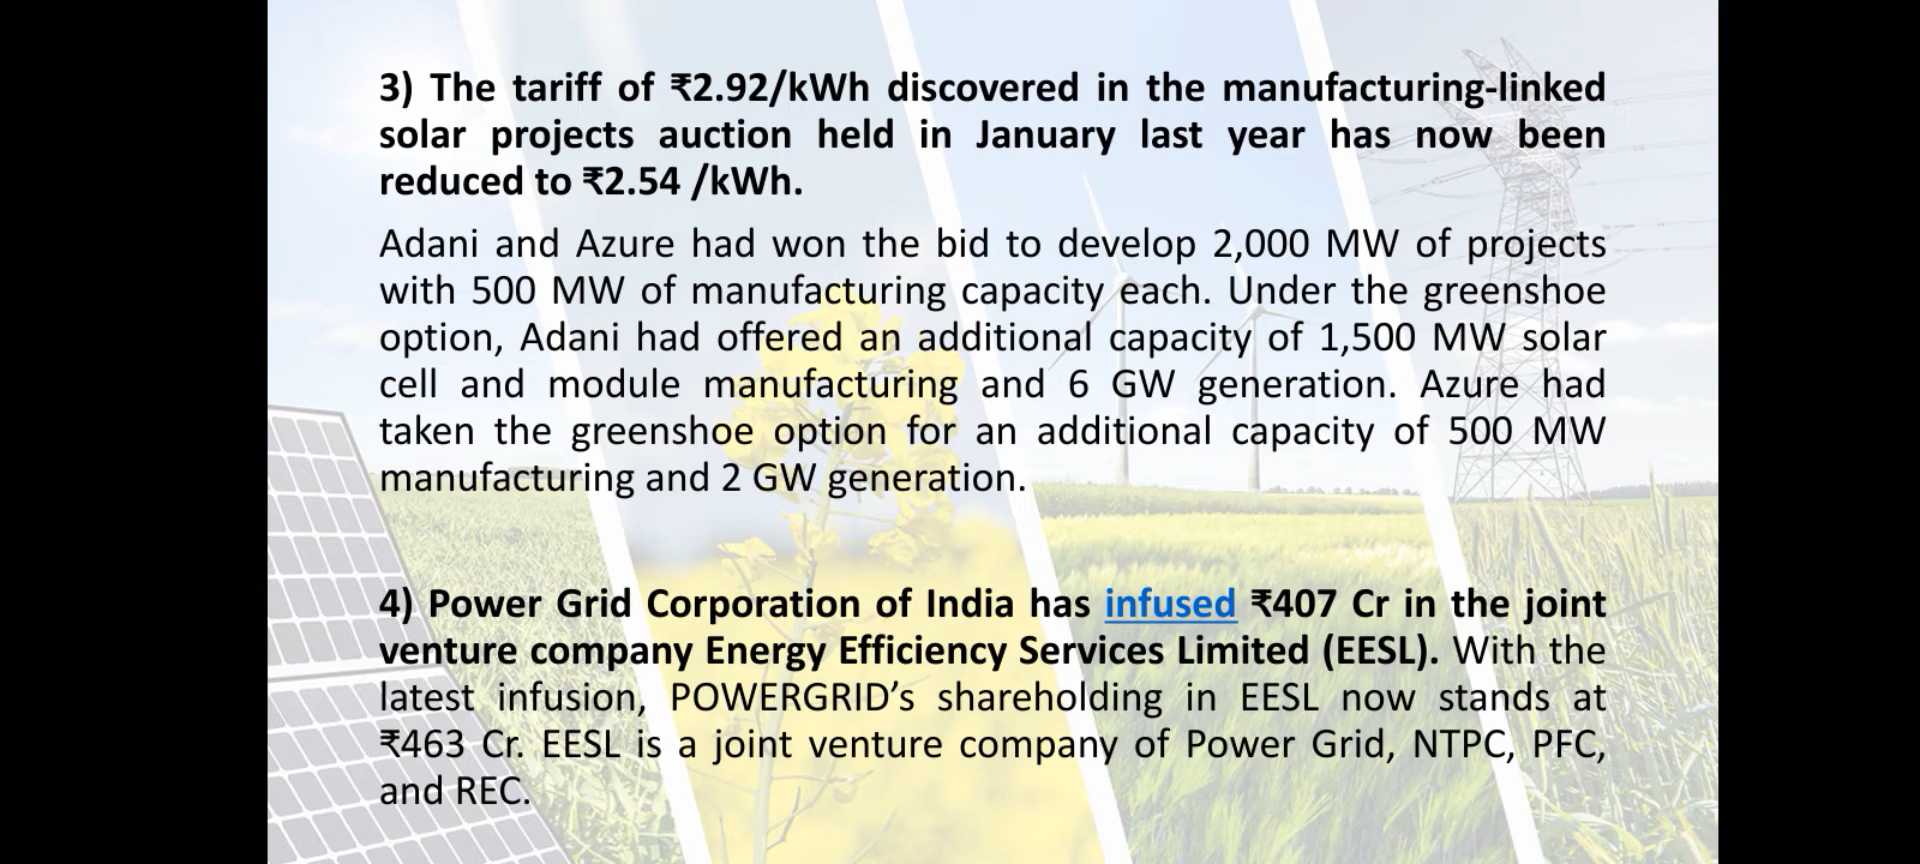 3) The tariff of ₹2.92/kWh discovered in the manufacturing-linked
solar projects auction held in January last year has now been
reduced to ₹2.54 /kWh.
Adani and Azure had won the bid to develop 2,000 MW of projects
with 500 MW of manufacturing capacity each. Under the greenshoe
option, Adani had offered an additional capacity of 1,500 MW solar
cell and module manufacturing and 6 GW generation. Azure had
taken the greenshoe option for an additional capacity of 500 MW
manufacturing and 2 GW generation.
4) Power Grid Corporation of India has infused ₹407 Cr in the joint
venture company Energy Efficiency Services Limited (EESL). With the
latest infusion, POWERGRID’s shareholding in EESL now stands at
₹463 Cr. EESL is a joint venture company of Power Grid, NTPC, PFC,
and REC.